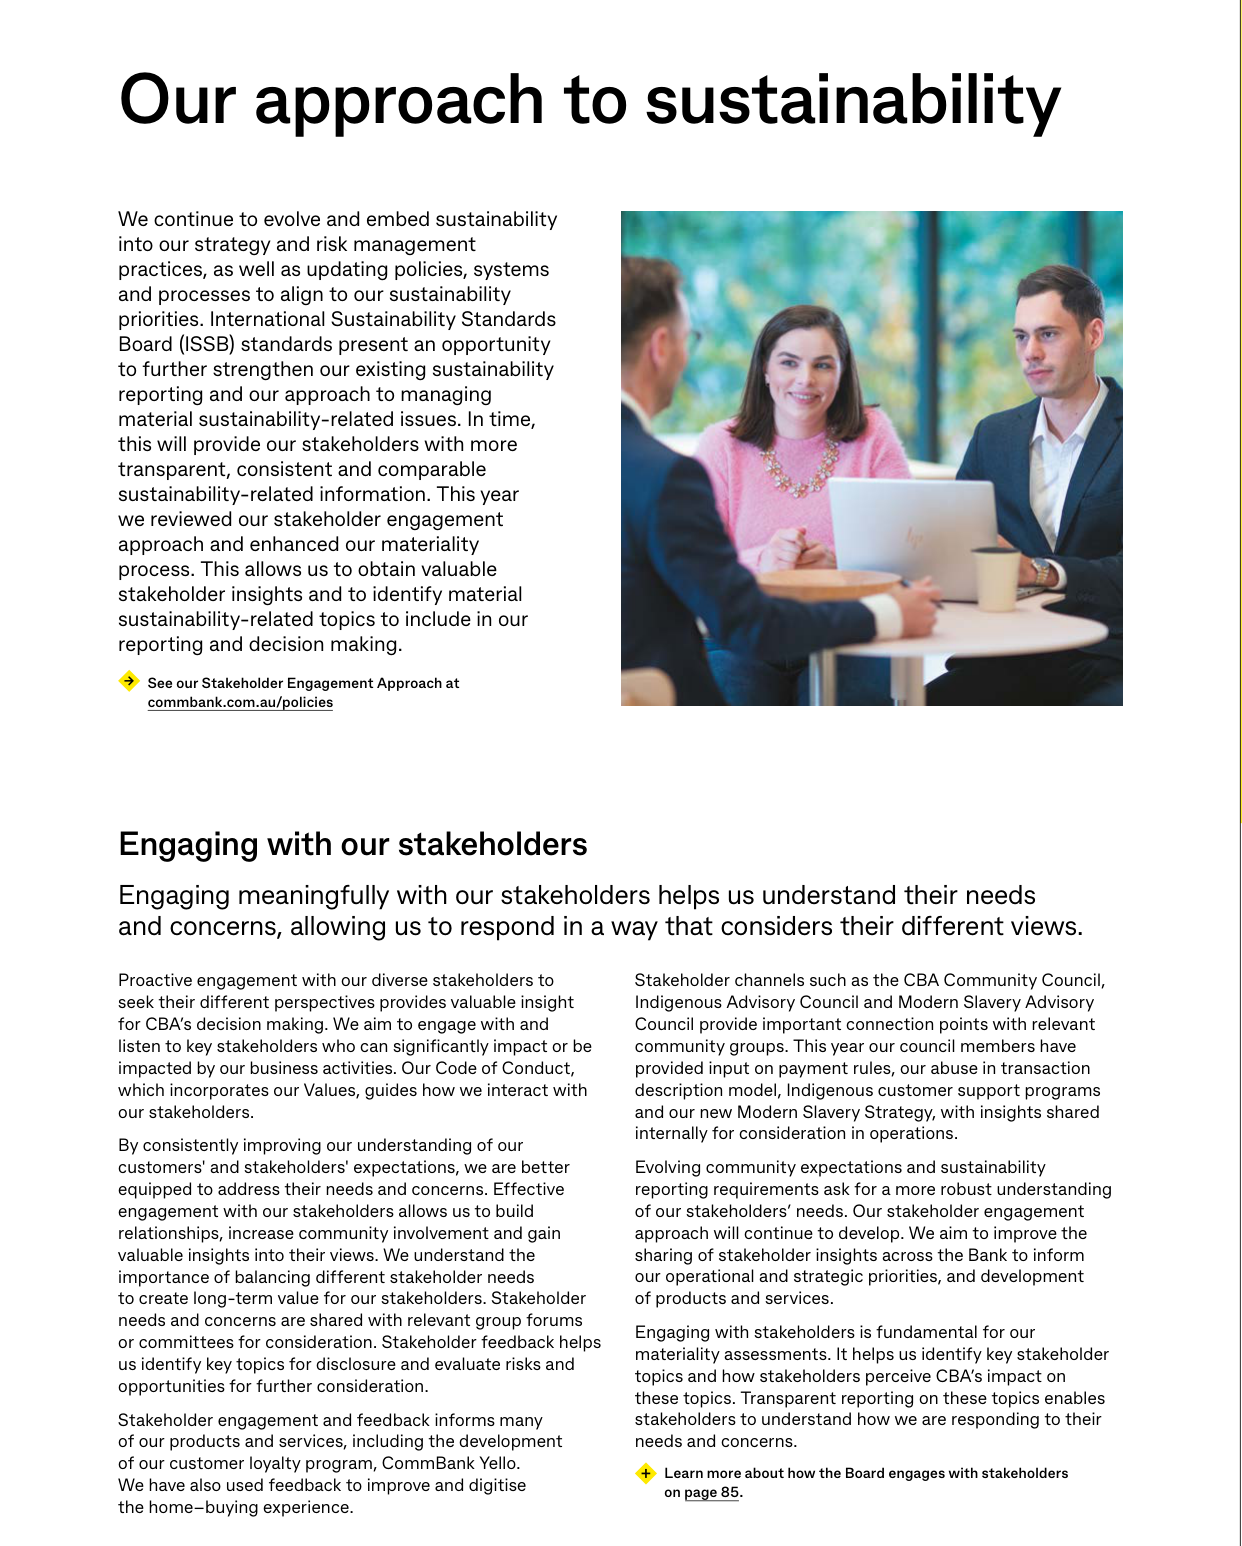 Our approach to sustainability
We continue to evolve and embed sustainability
into our strategy and risk management
practices, as well as updating policies, systems
and processes to align to our sustainability
priorities. International Sustainability Standards
Board (ISSB) standards present an opportunity
to further strengthen our existing sustainability
reporting and our approach to managing
material sustainability-related issues. In time,
this will provide our stakeholders with more
transparent, consistent and comparable
sustainability-related information. This year
we reviewed our stakeholder engagement
approach and enhanced our materiality
process. This allows us to obtain valuable
stakeholder insights and to identify material
sustainability-related topics to include in our
reporting and decision making.
See our Stakeholder Engagement Approach at
commbank.com.au/policies
hp
Engaging with our stakeholders
Engaging meaningfully with our stakeholders helps us understand their needs
and concerns, allowing us to respond in a way that considers their different views.
Proactive engagement with our diverse stakeholders to
seek their different perspectives provides valuable insight
for CBA’s decision making. We aim to engage with and
listen to key stakeholders who can significantly impact or be
impacted by our business activities. Our Code of Conduct,
which incorporates our Values, guides how we interact with
our stakeholders.
By consistently improving our understanding of our
customers' and stakeholders' expectations, we are better
equipped to address their needs and concerns. Effective
engagement with our stakeholders allows us to build
relationships, increase community involvement and gain
valuable insights into their views. We understand the
importance of balancing different stakeholder needs
to create long-term value for our stakeholders. Stakeholder
needs and concerns are shared with relevant group forums
or committees for consideration. Stakeholder feedback helps
us identify key topics for disclosure and evaluate risks and
opportunities for further consideration.
Stakeholder engagement and feedback informs many
of our products and services, including the development
of our customer loyalty program, CommBank Yello.
We have also used feedback to improve and digitise
the home–buying experience.
Stakeholder channels such as the CBA Community Council,
Indigenous Advisory Council and Modern Slavery Advisory
Council provide important connection points with relevant
community groups. This year our council members have
provided input on payment rules, our abuse in transaction
description model, Indigenous customer support programs
and our new Modern Slavery Strategy, with insights shared
internally for consideration in operations.
Evolving community expectations and sustainability
reporting requirements ask for a more robust understanding
of our stakeholders’ needs. Our stakeholder engagement
approach will continue to develop. We aim to improve the
sharing of stakeholder insights across the Bank to inform
our operational and strategic priorities, and development
of products and services.
Engaging with stakeholders is fundamental for our
materiality assessments. It helps us identify key stakeholder
topics and how stakeholders perceive CBA’s impact on
these topics. Transparent reporting on these topics enables
stakeholders to understand how we are responding to their
needs and concerns.
Learn more about how the Board engages with stakeholders
on page 85.